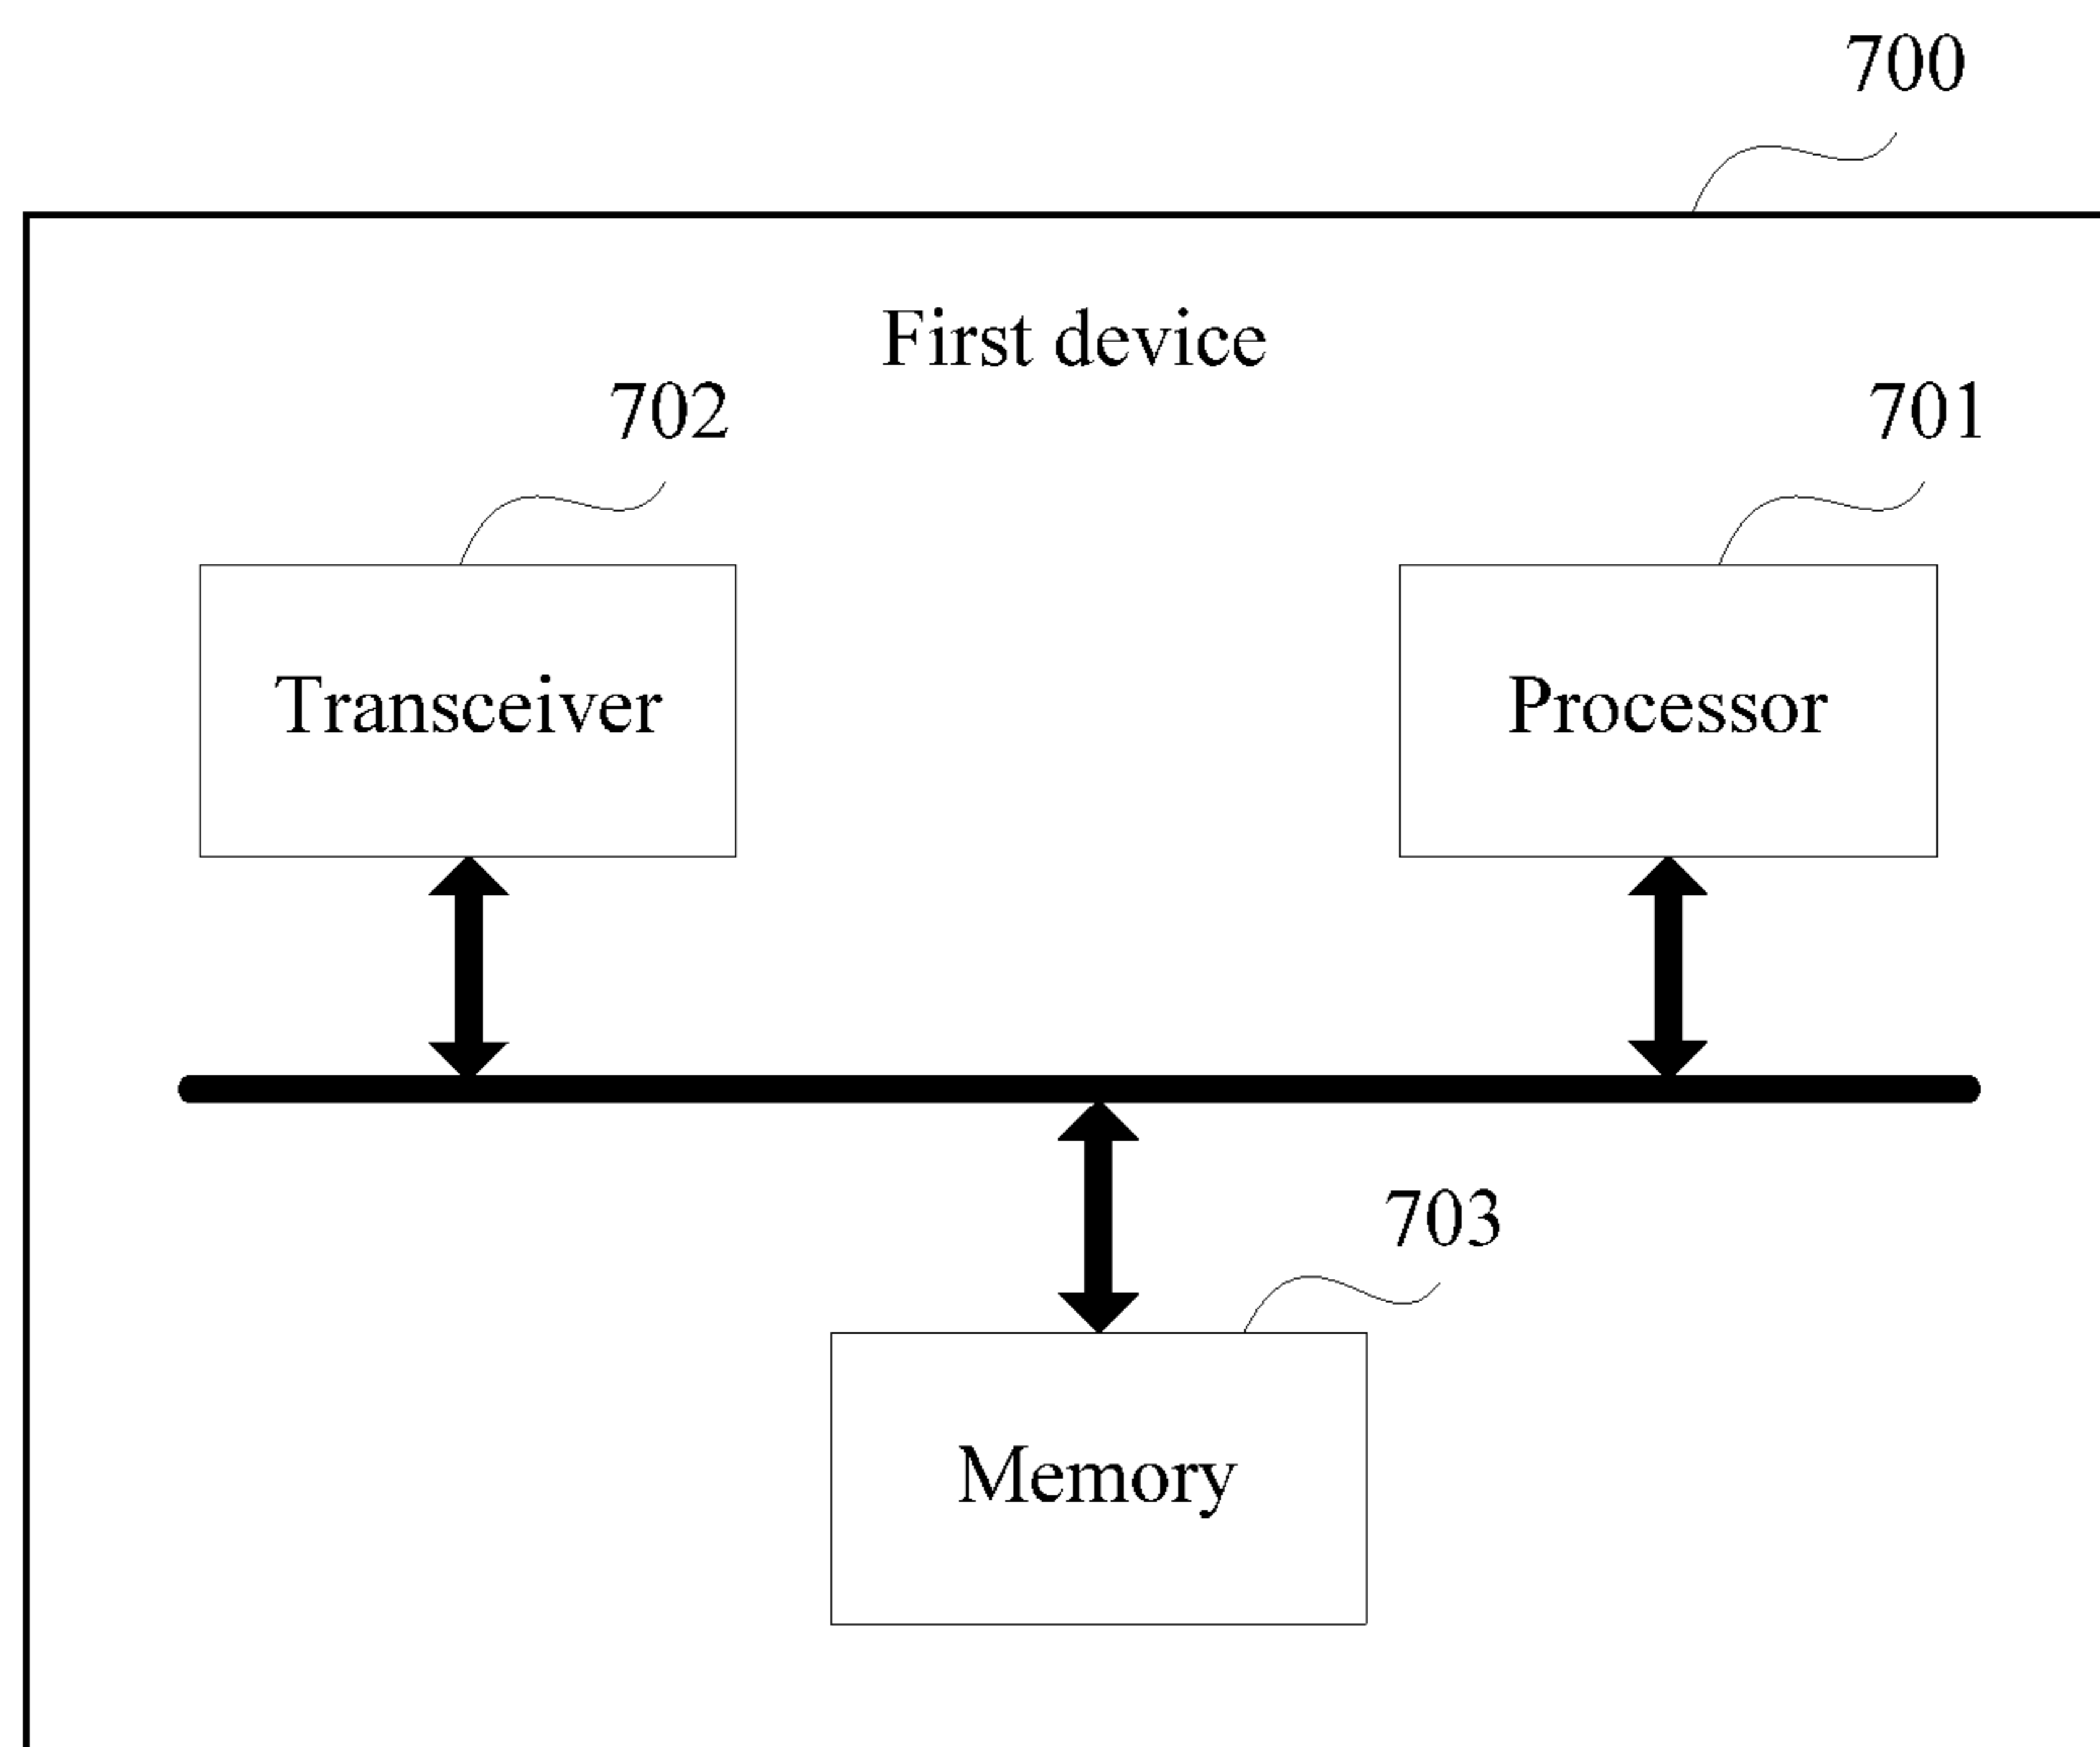 700
First device
702
701
Transceiver
Processor
703
Memory